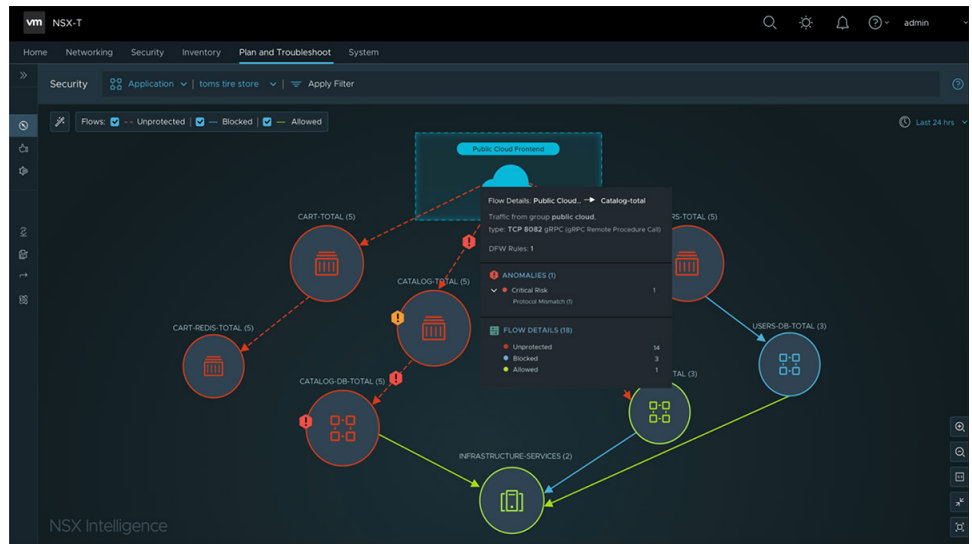 vm NSX-T
admin
Home Networking Security Inventory Plan and Troubleshoot System
Security Application | toms tire store | Apply Filter
Flows: -- Unprotected | — Blocked | — Allowed
Last 24 hrs
Public Cloud Frontend
Flow Details: Public Cloud.. → Catalog-total
Traffic from group public cloud,
type: TCP 8082 gRPC (gRPC Remote Procedure Call)
DFW Rules: 1
ANOMALIES (1)
Critical Risk 1
Protocol Mismatch (1)
FLOW DETAILS (18)
Unprotected 14
Blocked 3
Allowed 1
CART-TOTAL (5)
RS-TOTAL (5)
CATALOG-TOTAL (5)
CART-REDIS-TOTAL (5)
USERS-DB-TOTAL (3)
CATALOG-DB-TOTAL (5)
TAL (3)
INFRASTRUCTURE-SERVICES (2)
NSX Intelligence